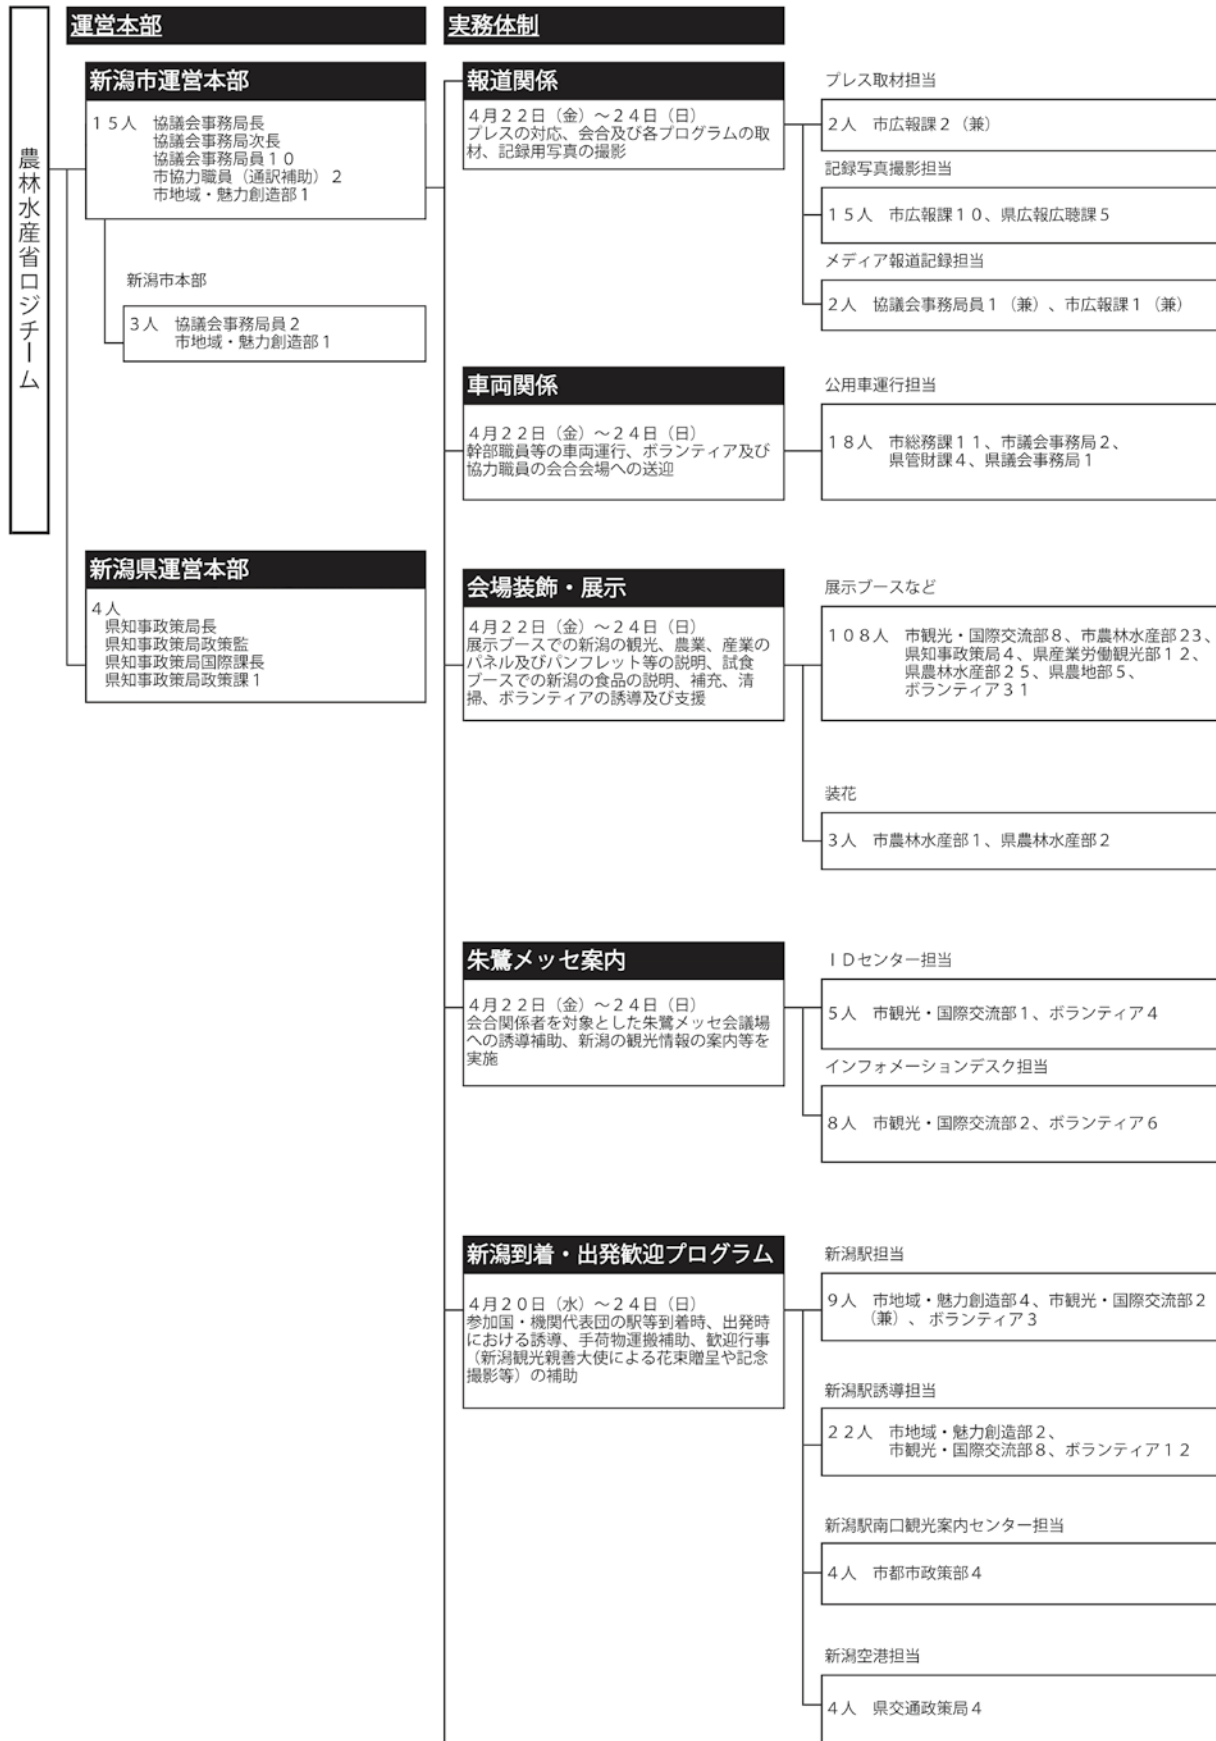 農林水産省ロジチーム
運営本部
新潟市運営本部
１５人　協議会事務局長
協議会事務局次長
協議会事務局員１０
市協力職員（通訳補助）２
市地域・魅力創造部１
新潟市本部
３人　協議会事務局員２
市地域・魅力創造部１
新潟県運営本部
４人
県知事政策局長
県知事政策局政策監
県知事政策局国際課長
県知事政策局政策課１
実務体制
報道関係
４月２２日（金）～２４日（日）
プレスの対応、会合及び各プログラムの取
材、記録用写真の撮影
プレス取材担当
２人　市広報課２（兼）
記録写真撮影担当
１５人　市広報課１０、県広報広聴課５
メディア報道記録担当
２人　協議会事務局員１（兼）、市広報課１（兼）
車両関係
４月２２日（金）～２４日（日）
幹部職員等の車両運行、ボランティア及び
協力職員の会合会場への送迎
公用車運行担当
１８人　市総務課１１、市議会事務局２、
県管財課４、県議会事務局１
会場装飾・展示
４月２２日（金）～２４日（日）
展示ブースでの新潟の観光、農業、産業の
パネル及びパンフレット等の説明、試食
ブースでの新潟の食品の説明、補充、清
掃、ボランティアの誘導及び支援
展示ブースなど
１０８人　市観光・国際交流部８、市農林水産部23、
県知事政策局４、県産業労働観光部１２、
県農林水産部２５、県農地部５、
ボランティア３１
装花
３人　市農林水産部１、県農林水産部２
朱鷺メッセ案内
４月２２日（金）～２４日（日）
会合関係者を対象とした朱鷺メッセ会議場
への誘導補助、新潟の観光情報の案内等を
実施
ＩＤセンター担当
５人　市観光・国際交流部１、ボランティア４
インフォメーションデスク担当
８人　市観光・国際交流部２、ボランティア６
新潟到着・出発歓迎プログラム
４月２０日（水）～２４日（日）
参加国・機関代表団の駅等到着時、出発時
における誘導、手荷物運搬補助、歓迎行事
（新潟観光親善大使による花束贈呈や記念
撮影等）の補助
新潟駅担当
９人　市地域・魅力創造部４、市観光・国際交流部２
（兼）、ボランティア３
新潟駅誘導担当
２２人　市地域・魅力創造部２、
市観光・国際交流部８、ボランティア１２
新潟駅南口観光案内センター担当
４人　市都市政策部４
新潟空港担当
４人　県交通政策局４